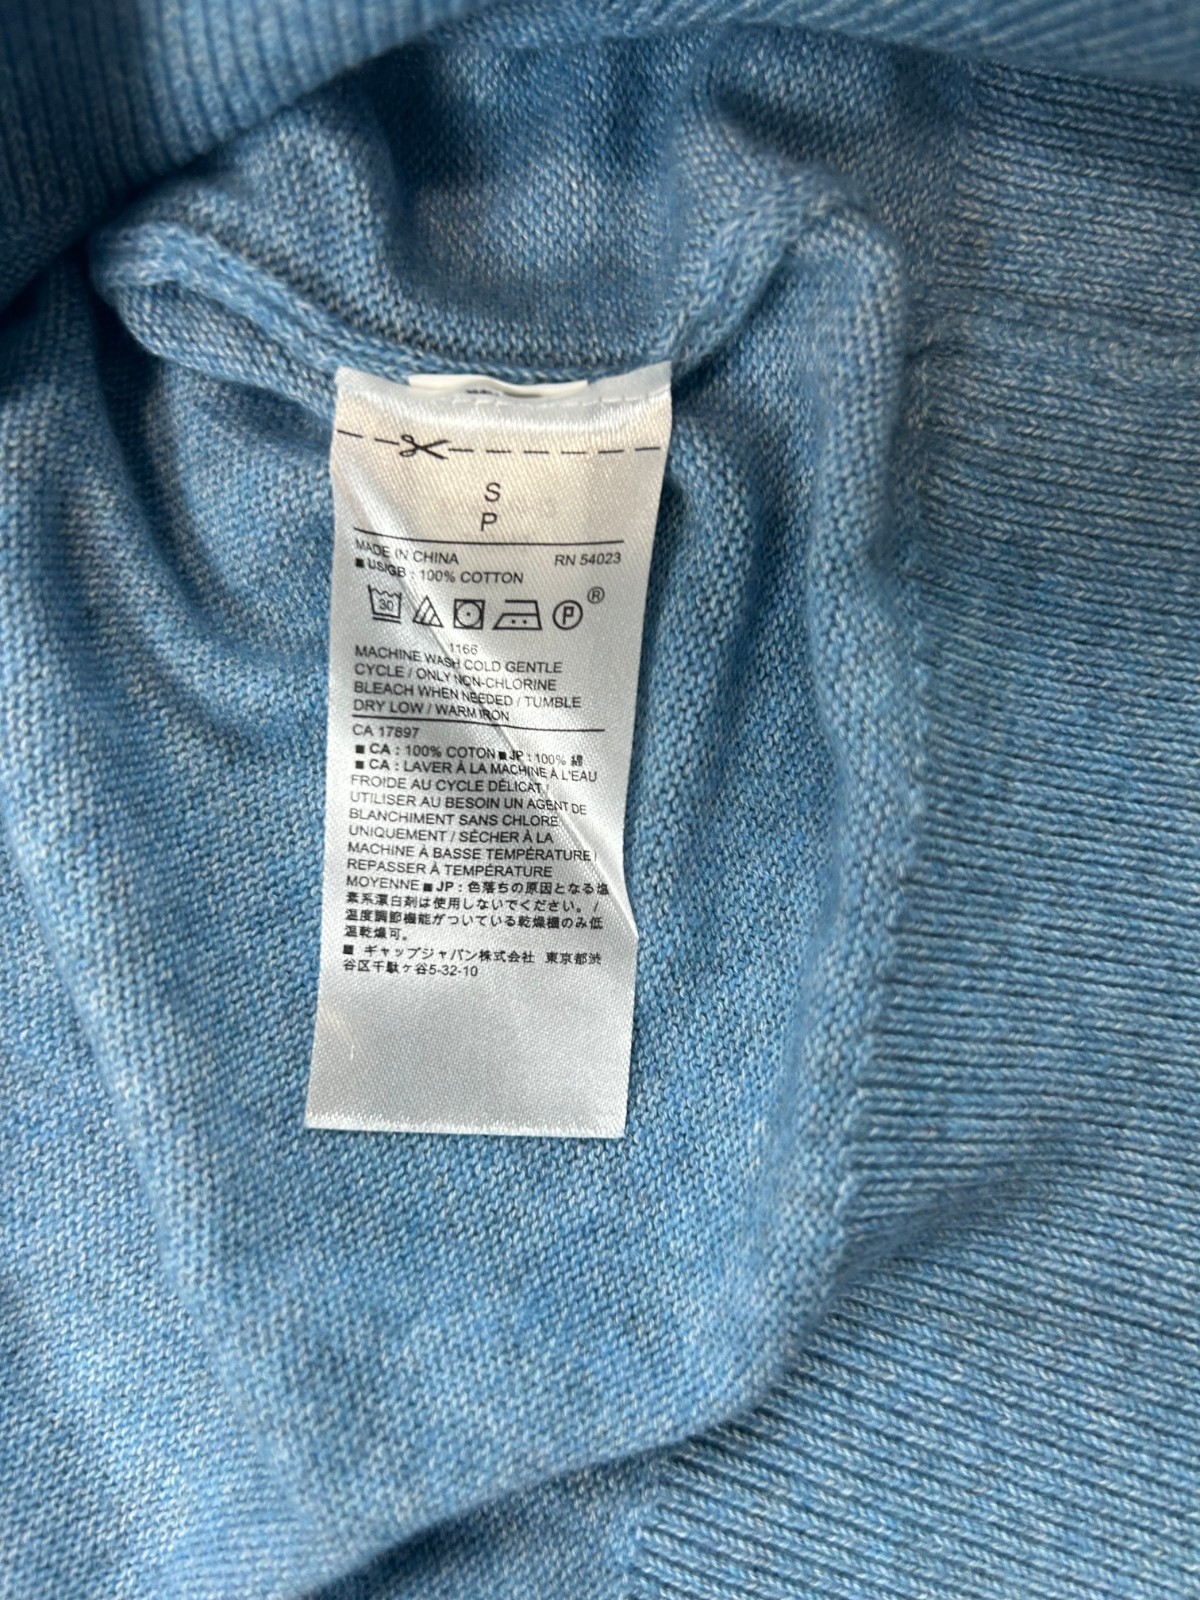 S
P
MADE IN CHINA RN 54023
■ US/GB : 100% COTTON
30 P ®
1166
MACHINE WASH COLD GENTLE
CYCLE / ONLY NON-CHLORINE
BLEACH WHEN NEEDED / TUMBLE
DRY LOW / WARM IRON
CA 17897
■ CA : 100% COTON ■ JP : 100% 綿
■ CA : LAVER À LA MACHINE À L'EAU
FROIDE AU CYCLE DÉLICAT /
UTILISER AU BESOIN UN AGENT DE
BLANCHIMENT SANS CHLORE
UNIQUEMENT / SÉCHER À LA
MACHINE À BASSE TEMPÉRATURE /
REPASSER À TEMPÉRATURE
MOYENNE ■ JP : 色落ちの原因となる塩
素系漂白剤は使用しないでください。 /
温度調節機能がついている乾燥機のみ低
温乾燥可。
■ ギャップジャパン株式会社 東京都渋
谷区千駄ヶ谷5-32-10